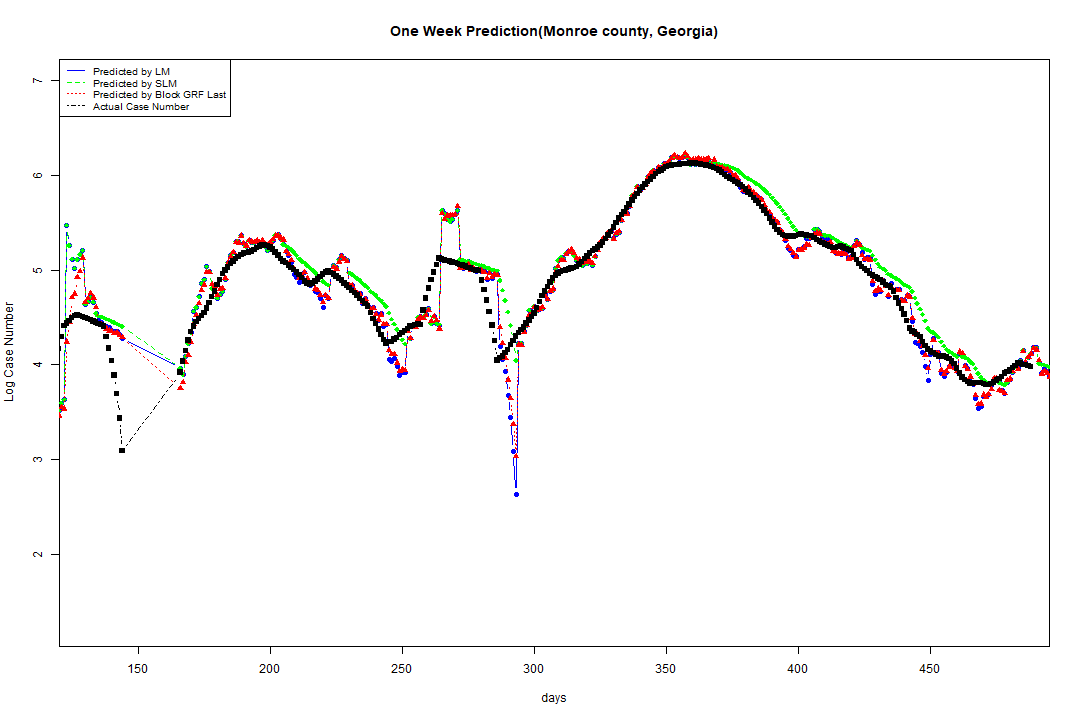 One Week Prediction(Monroe county, Georgia)
Predicted by LM
Predicted by SLM
Predicted by Block GRF Last
Actual Case Number
7
6
5
4
3
2
Log Case Number
150 200 250 300 350 400 450
days